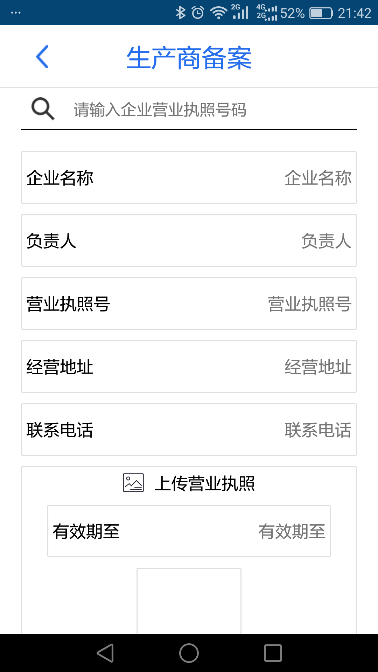 ... 2G 4G 2G 52% 21:42
生产商备案
请输入企业营业执照号码
企业名称 企业名称
负责人 负责人
营业执照号 营业执照号
经营地址 经营地址
联系电话 联系电话
上传营业执照
有效期至 有效期至